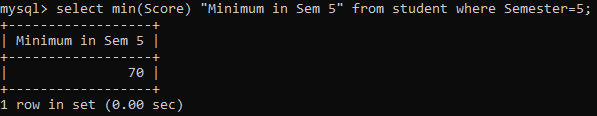 mysql> select min(Score) "Minimum in Sem 5" from student where Semester=5;
+------------------+
| Minimum in Sem 5 |
+------------------+
|               70 |
+------------------+
1 row in set (0.00 sec)